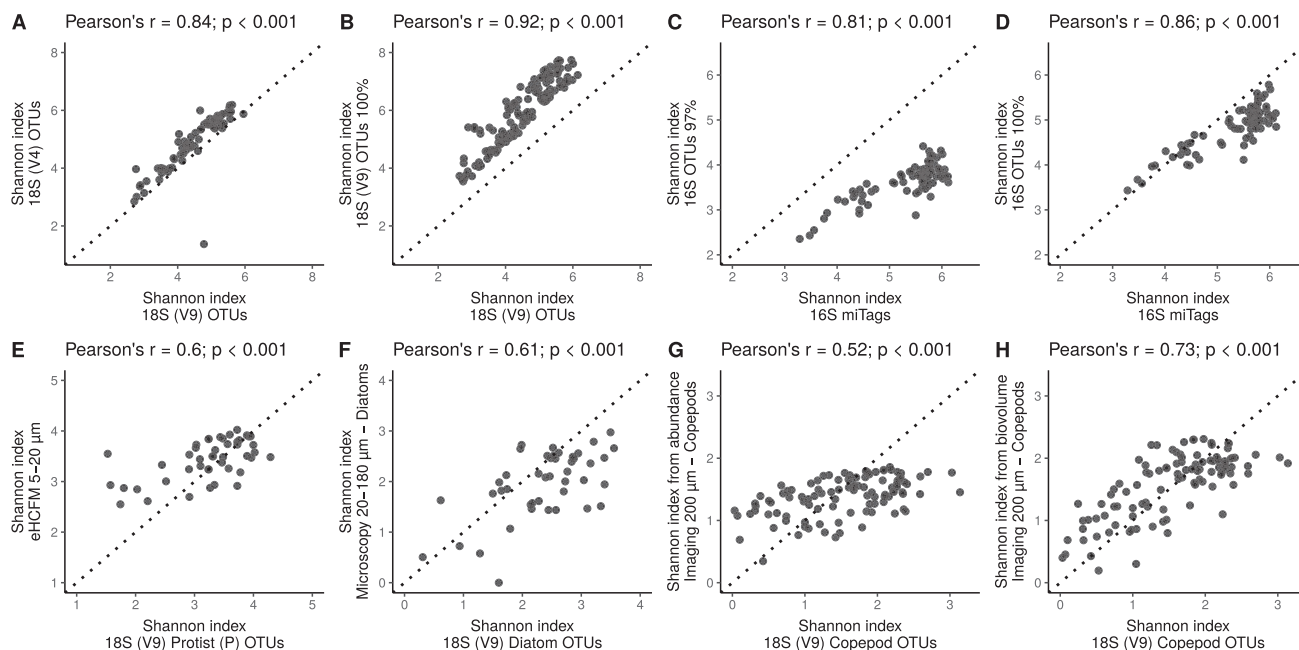 A Pearson's r = 0.84; p < 0.001
8
6
4
2
Shannon index
18S (V4) OTUs
2 4 6 8
Shannon index
18S (V9) OTUs
B Pearson's r = 0.92; p < 0.001
8
6
4
2
Shannon index
18S (V9) OTUs 100%
2 4 6 8
Shannon index
18S (V9) OTUs
C Pearson's r = 0.81; p < 0.001
6
5
4
3
2
Shannon index
16S OTUs 97%
2 3 4 5 6
Shannon index
16S miTags
D Pearson's r = 0.86; p < 0.001
6
5
4
3
2
Shannon index
16S OTUs 100%
2 3 4 5 6
Shannon index
16S miTags
E Pearson's r = 0.6; p < 0.001
5
4
3
2
1
Shannon index
eHCFM 5−20 µm
1 2 3 4 5
Shannon index
18S (V9) Protist (P) OTUs
F Pearson's r = 0.61; p < 0.001
4
3
2
1
0
Shannon index
Microscopy 20−180 µm − Diatoms
0 1 2 3 4
Shannon index
18S (V9) Diatom OTUs
G Pearson's r = 0.52; p < 0.001
3
2
1
0
Shannon index from abundance
Imaging 200 µm − Copepods
0 1 2 3
Shannon index
18S (V9) Copepod OTUs
H Pearson's r = 0.73; p < 0.001
3
2
1
0
Shannon index from biovolume
Imaging 200 µm − Copepods
0 1 2 3
Shannon index
18S (V9) Copepod OTUs